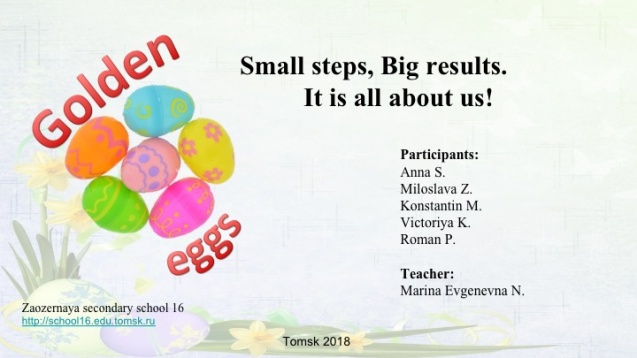 Golden
eggs
Small steps, Big results.
It is all about us!
Participants:
Anna S.
Miloslava Z.
Konstantin M.
Victoriya K.
Roman P.
Teacher:
Marina Evgenevna N.
Zaozernaya secondary school 16
http://school16.edu.tomsk.ru
Tomsk 2018